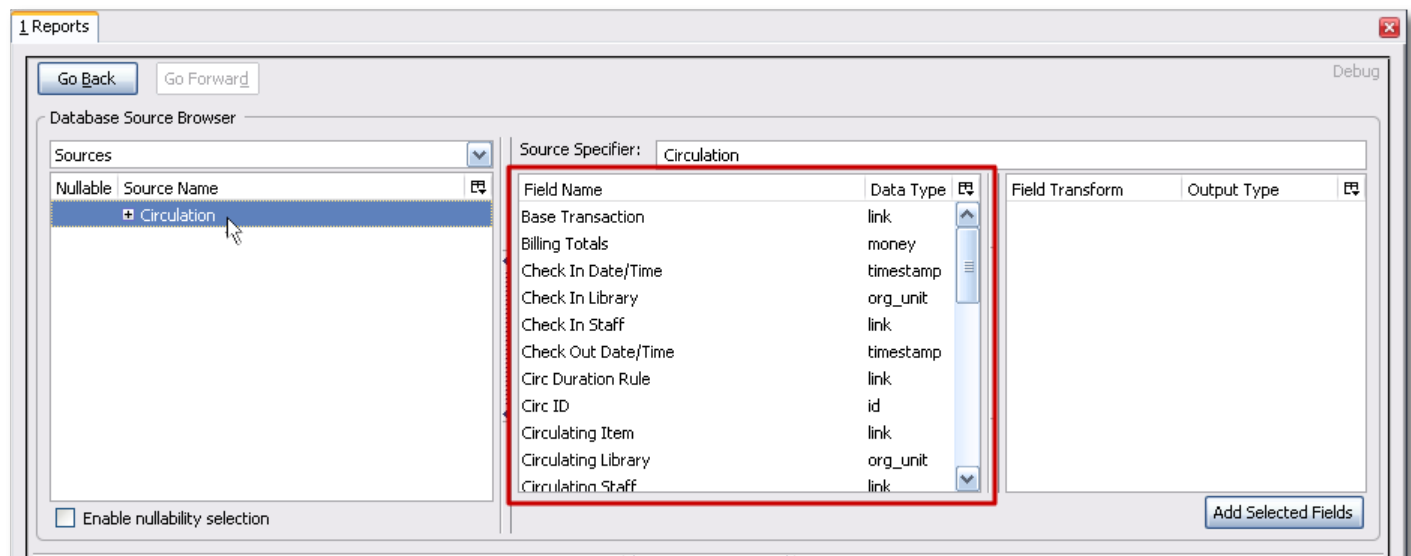 1 Reports
Go Back Go Forward Debug
Database Source Browser
Sources
Source Specifier: Circulation
Nullable Source Name
Circulation
Field Name Data Type
Base Transaction link
Billing Totals money
Check In Date/Time timestamp
Check In Library org_unit
Check In Staff link
Check Out Date/Time timestamp
Circ Duration Rule link
Circ ID id
Circulating Item link
Circulating Library org_unit
Circulating Staff link
Field Transform Output Type
Enable nullability selection
Add Selected Fields